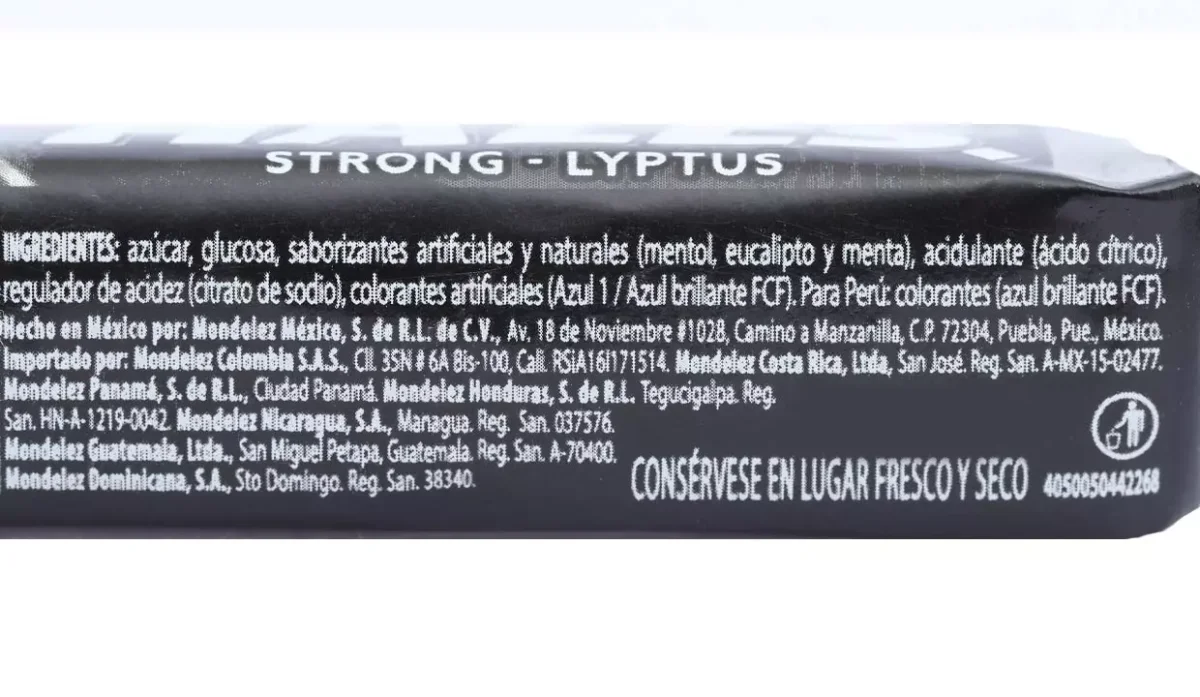 HALLS.
STRONG - LYPTUS
INGREDIENTES: azúcar, glucosa, saborizantes artificiales y naturales (mentol, eucalipto y menta), acidulante (ácido cítrico),
regulador de acidez (citrato de sodio), colorantes artificiales (Azul 1 / Azul brillante FCF). Para Perú: colorantes (azul brillante FCF).
Hecho en México por: Mondelez México, S. de R.L. de C.V., Av. 18 de Noviembre #1028, Camino a Manzanilla, C.P. 72304, Puebla, Pue., México.
Importado por: Mondelez Colombia S.A.S., Cll. 35N # 6A Bis-100, Cali. RSiA16I171514. Mondelez Costa Rica, Ltda, San José. Reg. San. A-MX-15-02477.
Mondelez Panamá, S. de R.L., Ciudad Panamá. Mondelez Honduras, S. de R.L. Tegucigalpa. Reg.
San. HN-A-1219-0042. Mondelez Nicaragua, S.A., Managua. Reg. San. 037576.
Mondelez Guatemala, Ltda., San Miguel Petapa, Guatemala. Reg. San. A-70400.
Mondelez Dominicana, S.A., Sto Domingo. Reg. San. 38340.
CONSÉRVESE EN LUGAR FRESCO Y SECO 4050050442268